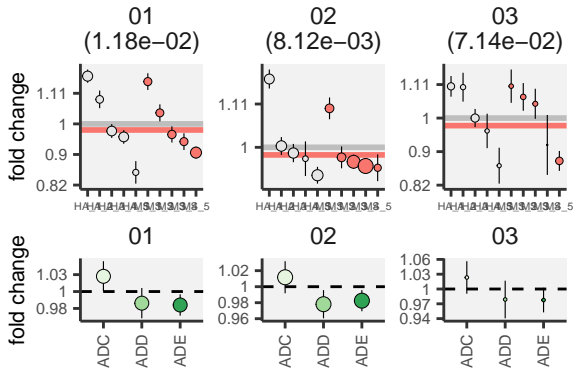 01 02 03
(1.18e−02) (8.12e−03) (7.14e−02)
fold change
1.11 1.11 1.11
1 1 1
0.9 0.9 0.9
0.82 0.82 0.82
01 02 03
fold change
1.03 1.02 1.06
1 1 1.03
0.98 0.98 1
0.96 0.97
0.94
ADC ADD ADE ADC ADD ADE ADC ADD ADE